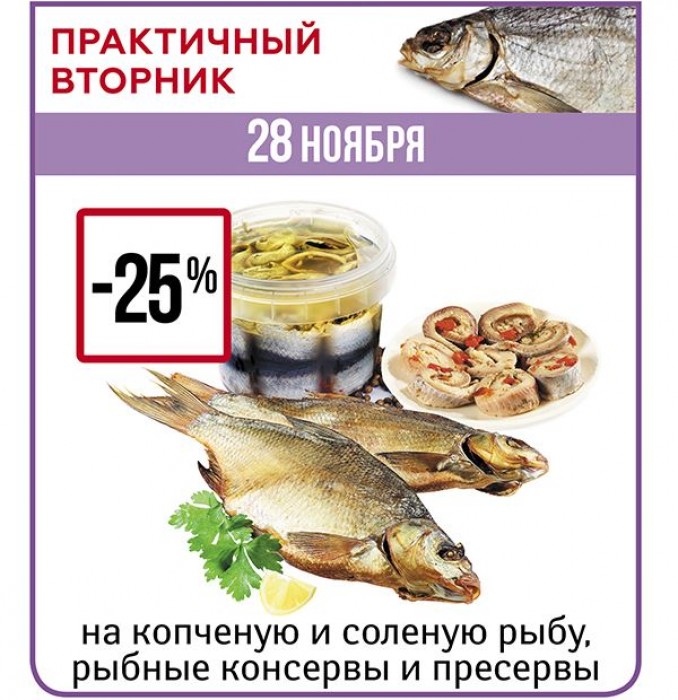 ПРАКТИЧНЫЙ
ВТОРНИК
28 НОЯБРЯ
-25%
на копченую и соленую рыбу,
рыбные консервы и пресервы